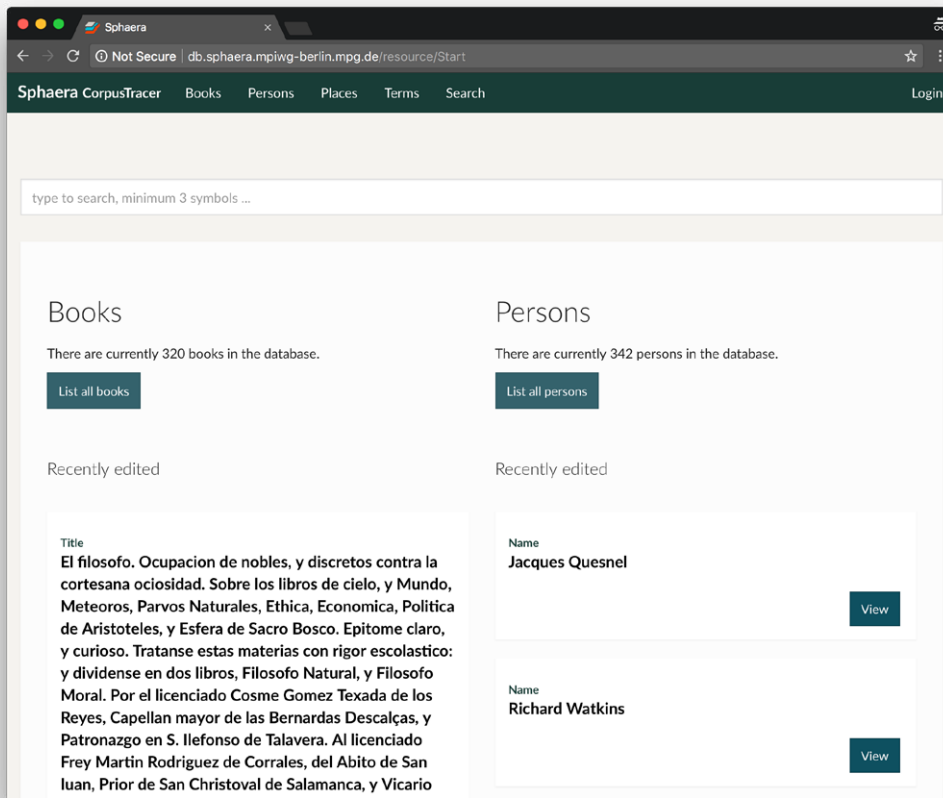 Sphaera
Not Secure | db.sphaera.mpiwg-berlin.mpg.de/resource/Start
Sphaera CorpusTracer Books Persons Places Terms Search Login
type to search, minimum 3 symbols ...
Books
There are currently 320 books in the database.
List all books
Recently edited
Title
El filosofo. Ocupacion de nobles, y discretos contra la
cortesana ociosidad. Sobre los libros de cielo, y Mundo,
Meteoros, Parvos Naturales, Ethica, Economica, Politica
de Aristoteles, y Esfera de Sacro Bosco. Epitome claro,
y curioso. Tratanse estas materias con rigor escolastico:
y dividense en dos libros, Filosofo Natural, y Filosofo
Moral. Por el licenciado Cosme Gomez Texada de los
Reyes, Capellan mayor de las Bernardas Descalças, y
Patronazgo en S. Ilefonso de Talavera. Al licenciado
Frey Martin Rodriguez de Corrales, del Abito de San
Iuan, Prior de San Christoval de Salamanca, y Vicario
Persons
There are currently 342 persons in the database.
List all persons
Recently edited
Name
Jacques Quesnel
View
Name
Richard Watkins
View